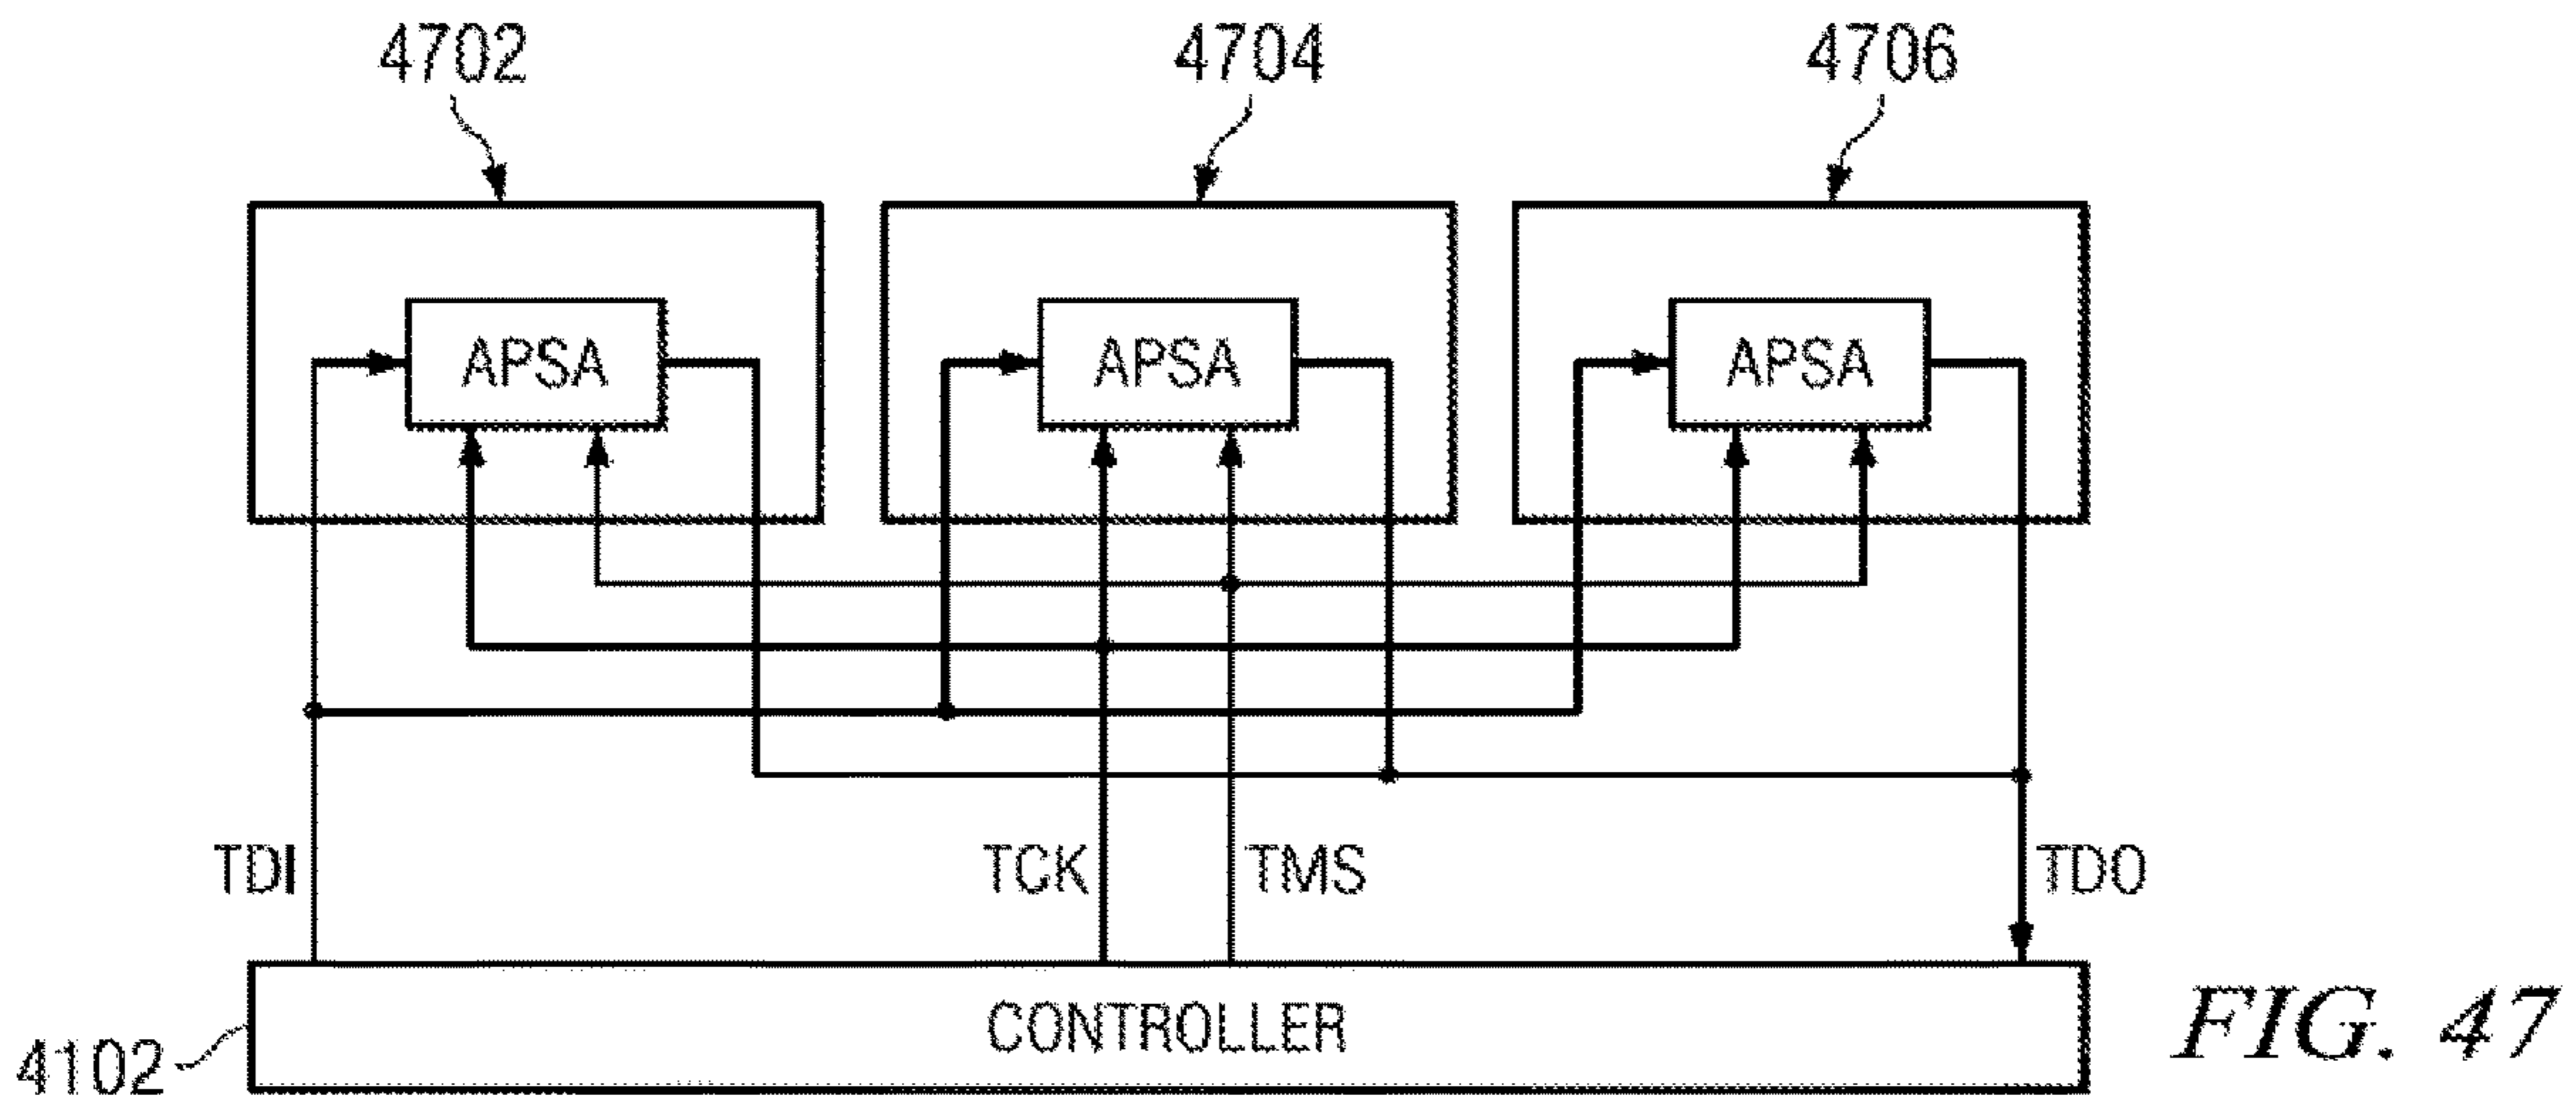 4702
4704
4706
APSA
APSA
APSA
TDI
TCK
TMS
TDO
CONTROLLER
4102
FIG. 47